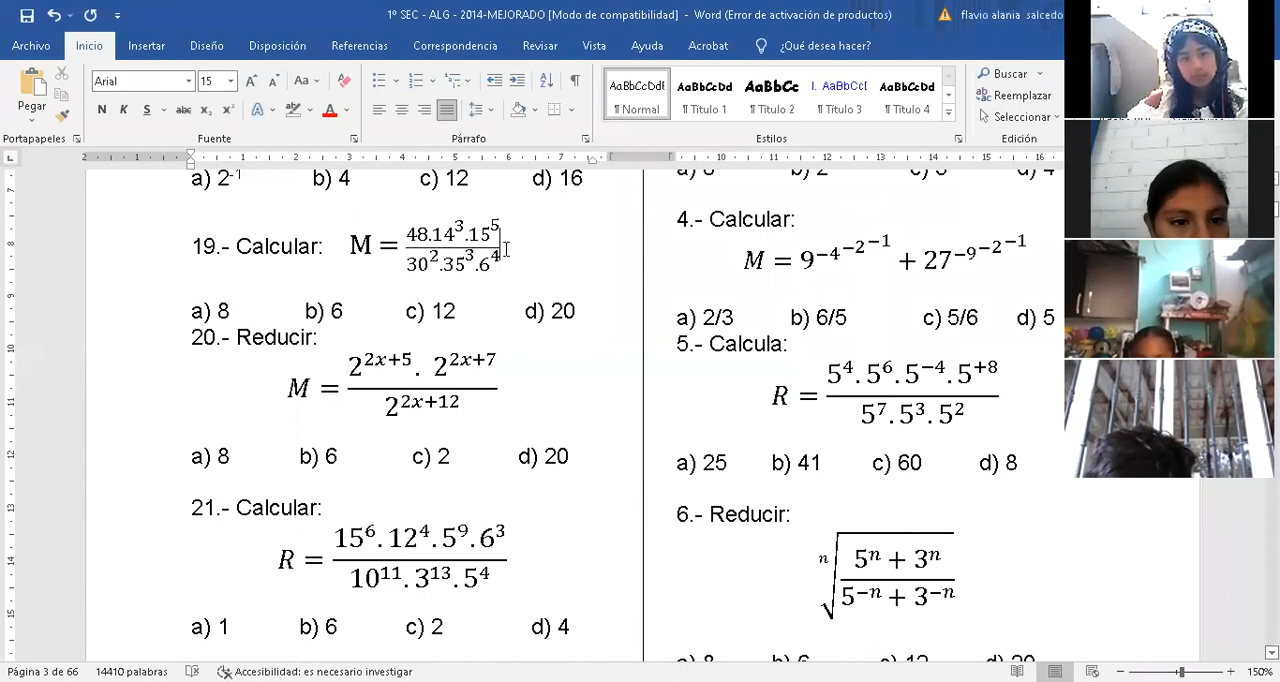 1º SEC - ALG - 2014-MEJORADO [Modo de compatibilidad] - Word (Error de activación de productos)
flavio alania salcedo
Archivo Inicio Insertar Diseño Disposición Referencias Correspondencia Revisar Vista Ayuda Acrobat ¿Qué desea hacer?
Pegar
Arial 15
N K S abc x₂ x²
AaBbCcDdE AaBbCcDd AaBbCc I. AaBbCcI AaBbCcDd
¶ Normal ¶ Título 1 ¶ Título 2 ¶ Título 3 ¶ Título 4
Buscar
Reemplazar
Seleccionar
Portapapeles Fuente Párrafo Estilos Edición
a) 2⁻¹ b) 4 c) 12 d) 16
19.- Calcular: M = 48.14³.15⁵ / 30².35³.6⁴
a) 8 b) 6 c) 12 d) 20
20.- Reducir:
M = 2²ˣ⁺⁵ . 2²ˣ⁺⁷ / 2²ˣ⁺¹²
a) 8 b) 6 c) 2 d) 20
21.- Calcular:
R = 15⁶ . 12⁴ . 5⁹ . 6³ / 10¹¹ . 3¹³ . 5⁴
a) 1 b) 6 c) 2 d) 4
4.- Calcular:
M = 9^−4^−2^−1 + 27^−9^−2^−1
a) 2/3 b) 6/5 c) 5/6 d) 5
5.- Calcula:
R = 5⁴ . 5⁶ . 5⁻⁴ . 5⁺⁸ / 5⁷ . 5³ . 5²
a) 25 b) 41 c) 60 d) 8
6.- Reducir:
ⁿ√(5ⁿ + 3ⁿ / 5⁻ⁿ + 3⁻ⁿ)
Página 3 de 66 14410 palabras Accesibilidad: es necesario investigar 150%